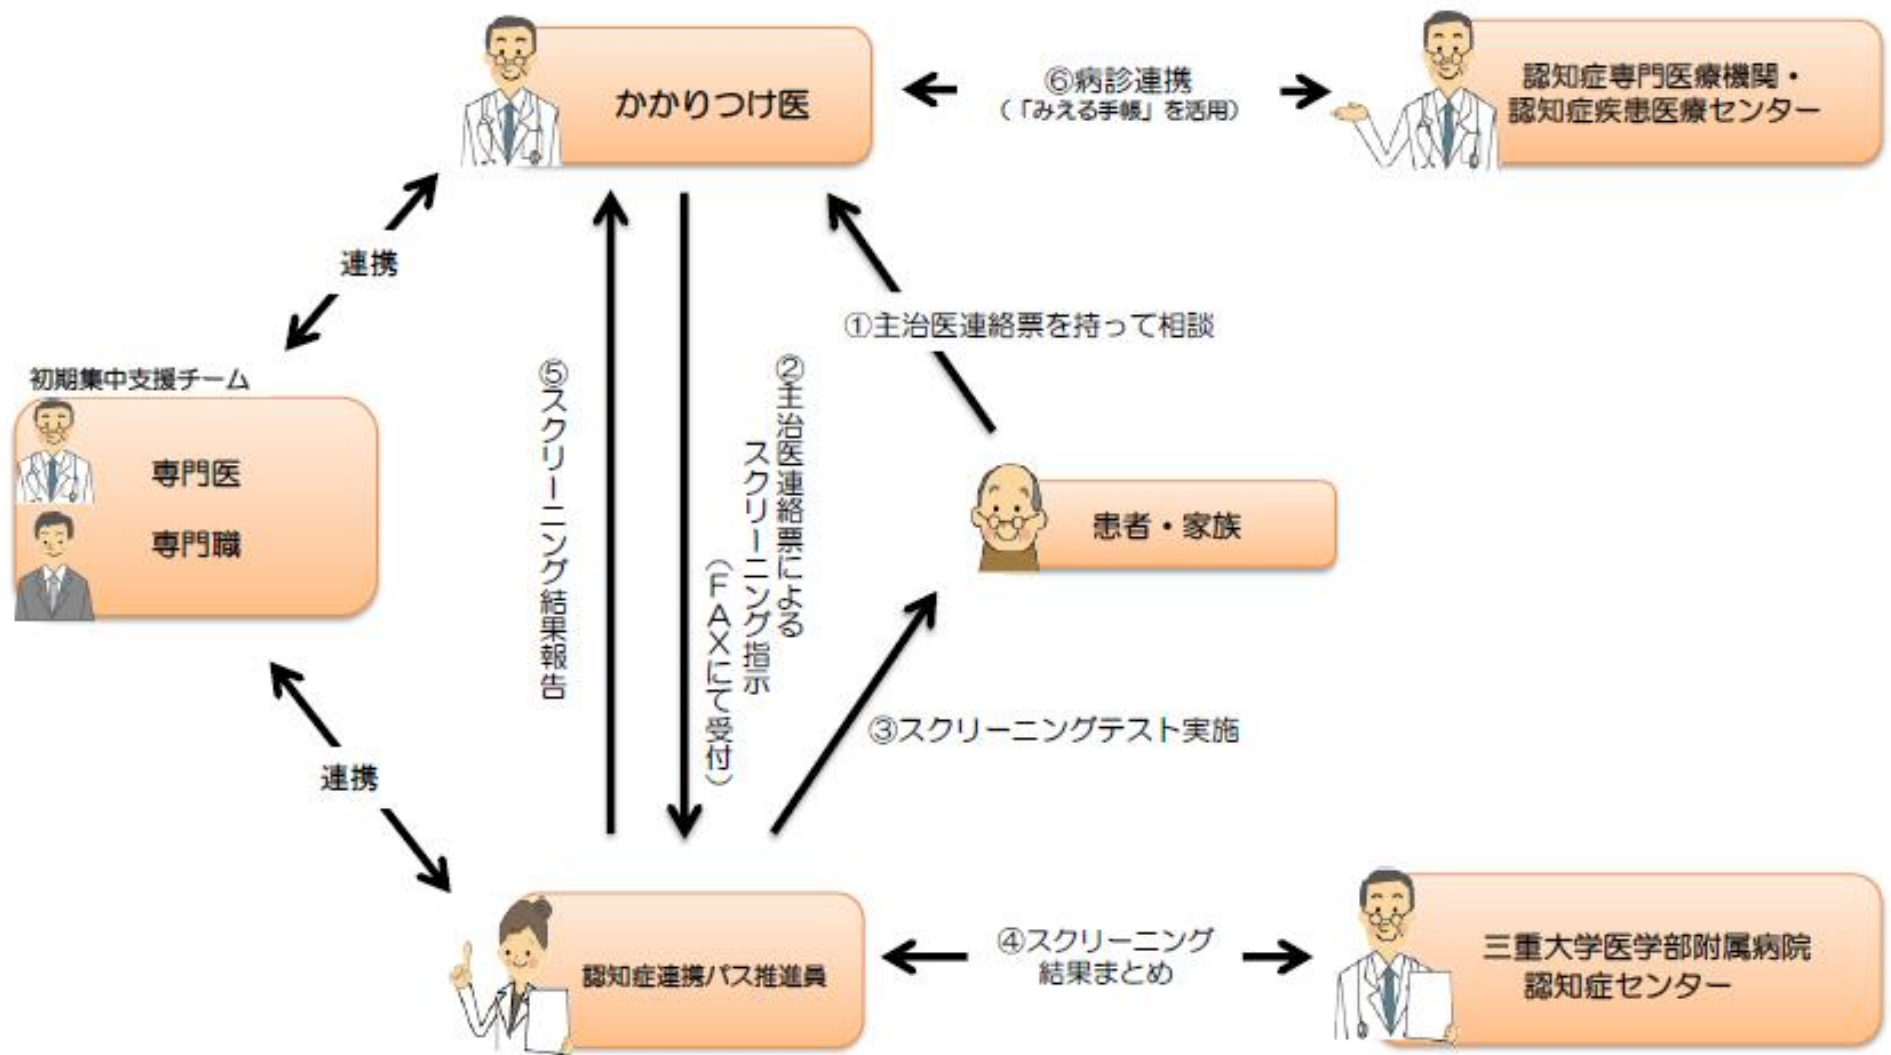 かかりつけ医
⑥病診連携
(「みえる手帳」を活用)
認知症専門医療機関・
認知症疾患医療センター
連携
①主治医連絡票を持って相談
初期集中支援チーム
専門医
専門職
⑤スクリーニング結果報告
②主治医連絡票による
スクリーニング指示
(FAXにて受付)
患者・家族
③スクリーニングテスト実施
連携
認知症連携パス推進員
④スクリーニング
結果まとめ
三重大学医学部附属病院
認知症センター